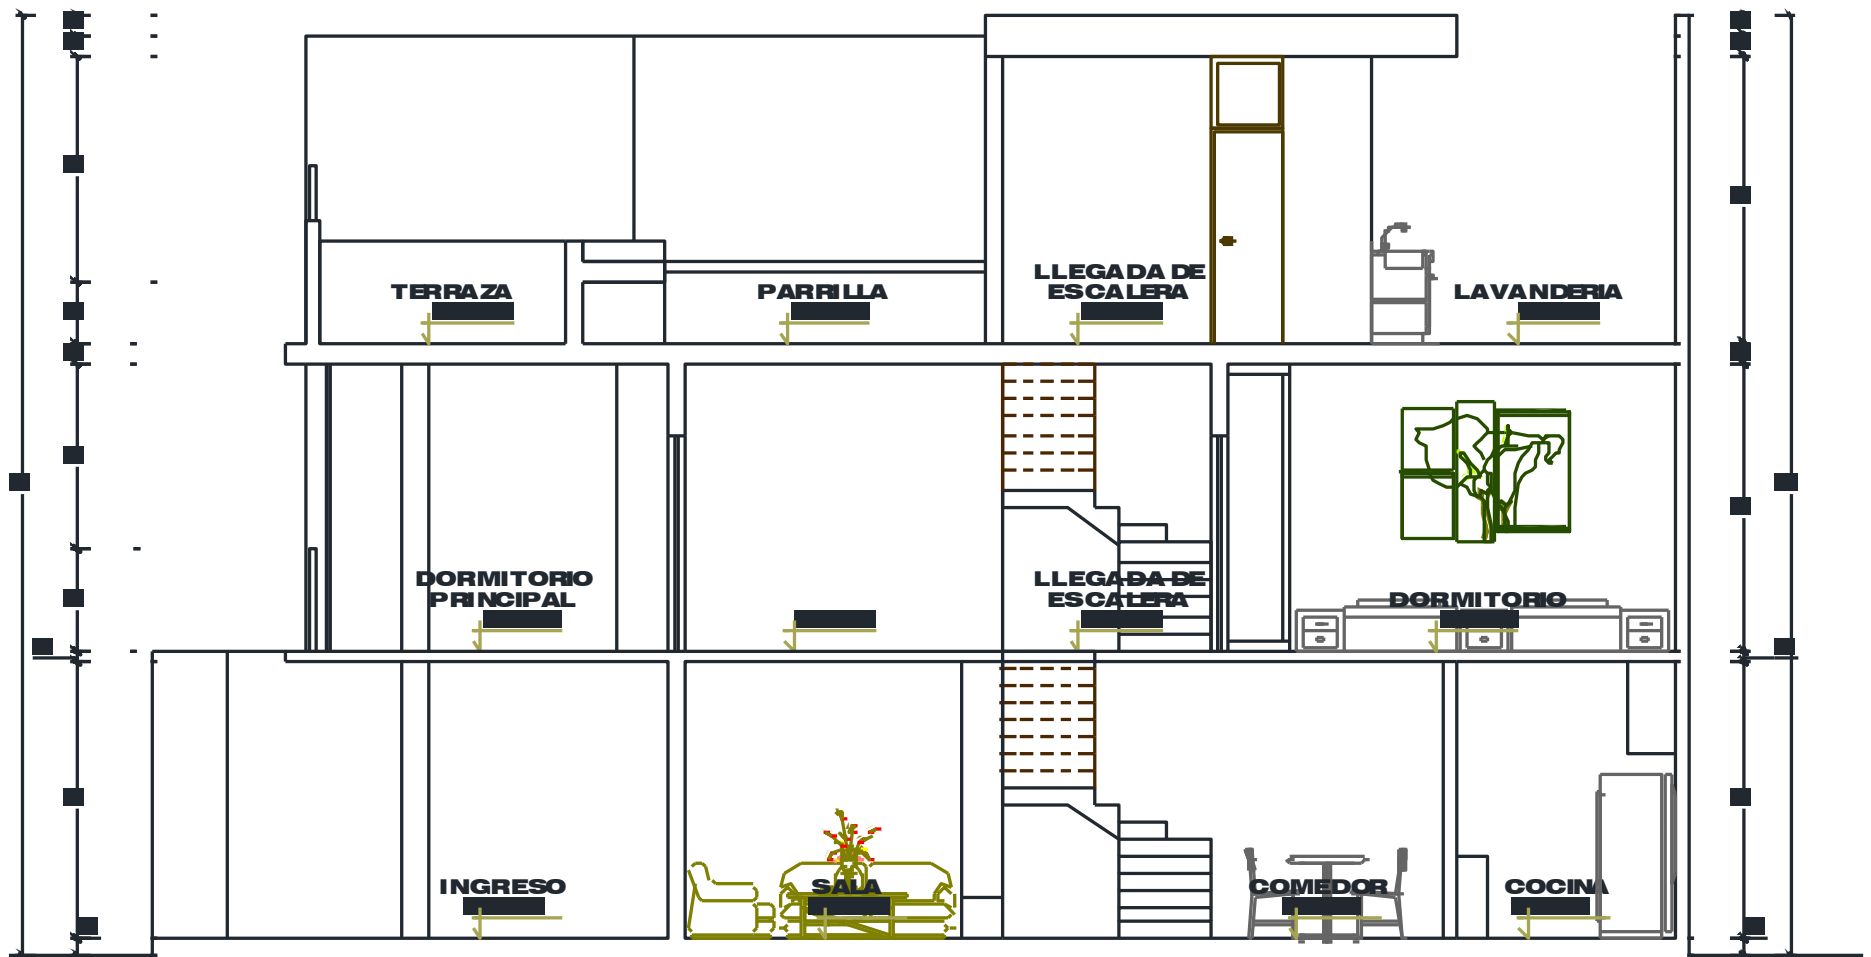 TERRAZA
PARRILLA
LLEGADA DE
ESCALERA
LAVANDERIA
DORMITORIO
PRINCIPAL
LLEGADA DE
ESCALERA
DORMITORIO
INGRESO
SALA
COMEDOR
COCINA